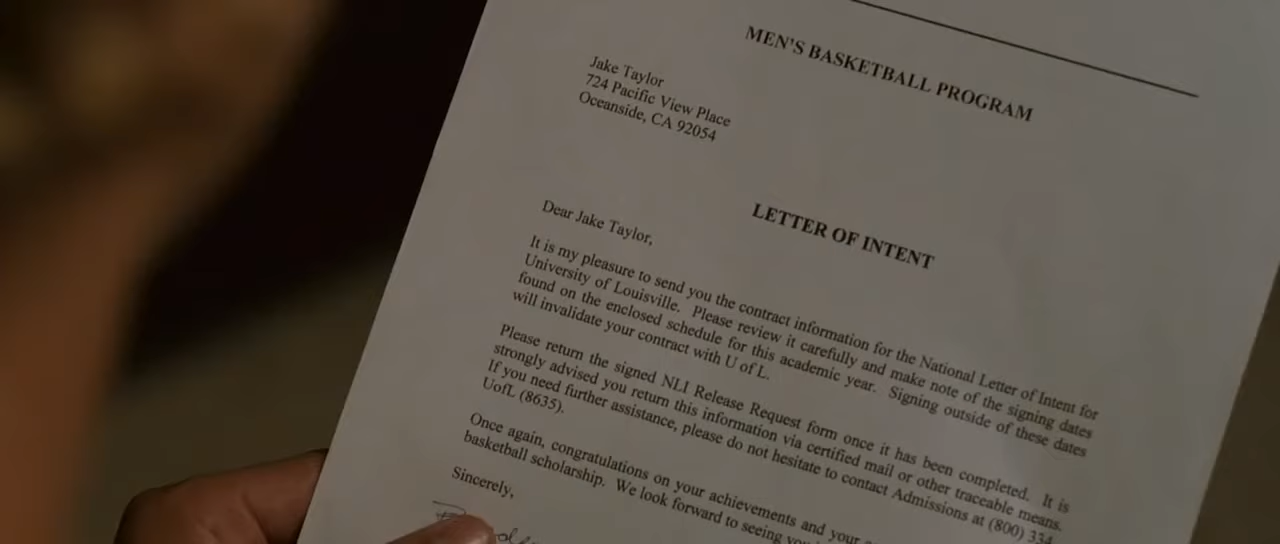 MEN'S BASKETBALL PROGRAM
Jake Taylor
724 Pacific View Place
Oceanside, CA 92054
LETTER OF INTENT
Dear Jake Taylor,
It is my pleasure to send you the contract information for the National Letter of Intent for
University of Louisville. Please review it carefully and make note of the signing dates
found on the enclosed schedule for this academic year. Signing outside of these dates
will invalidate your contract with U of L.
Please return the signed NLI Release Request form once it has been completed. It is
strongly advised you return this information via certified mail or other traceable means.
If you need further assistance, please do not hesitate to contact Admissions at (800) 334
UofL (8635).
Once again, congratulations on your achievements and your
basketball scholarship. We look forward to seeing you
Sincerely,